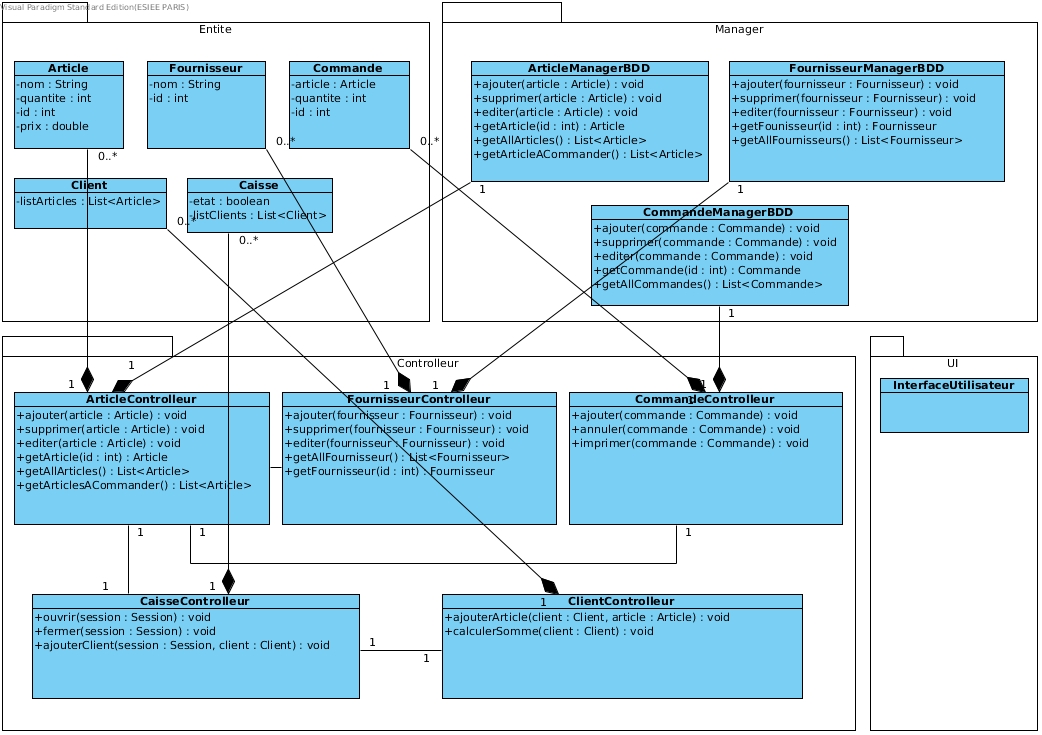 Visual Paradigm Standard Edition(ESIEE PARIS)
Entite
Article
-nom : String
-quantite : int
-id : int
-prix : double
0..*
Fournisseur
-nom : String
-id : int
0..*
Commande
-article : Article
-quantite : int
-id : int
0..*
Client
-listArticles : List<Article>
0..*
Caisse
-etat : boolean
-listClients : List<Client>
0..*
Manager
ArticleManagerBDD
+ajouter(article : Article) : void
+supprimer(article : Article) : void
+editer(article : Article) : void
+getArticle(id : int) : Article
+getAllArticles() : List<Article>
+getArticleACommander() : List<Article>
1
FournisseurManagerBDD
+ajouter(fournisseur : Fournisseur) : void
+supprimer(fournisseur : Fournisseur) : void
+editer(fournisseur : Fournisseur) : void
+getFounisseur(id : int) : Fournisseur
+getAllFournisseurs() : List<Fournisseur>
1
CommandeManagerBDD
+ajouter(commande : Commande) : void
+supprimer(commande : Commande) : void
+editer(commande : Commande) : void
+getCommande(id : int) : Commande
+getAllCommandes() : List<Commande>
1
Controlleur
1
1
1
1
1
ArticleControlleur
+ajouter(article : Article) : void
+supprimer(article : Article) : void
+editer(article : Article) : void
+getArticle(id : int) : Article
+getAllArticles() : List<Article>
+getArticlesACommander() : List<Article>
1
1
FournisseurControlleur
+ajouter(fournisseur : Fournisseur) : void
+supprimer(fournisseur : Fournisseur) : void
+editer(fournisseur : Fournisseur) : void
+getAllFournisseur() : List<Fournisseur>
+getFournisseur(id : int) : Fournisseur
CommandeControlleur
+ajouter(commande : Commande) : void
+annuler(commande : Commande) : void
+imprimer(commande : Commande) : void
1
1
1
CaisseControlleur
+ouvrir(session : Session) : void
+fermer(session : Session) : void
+ajouterClient(session : Session, client : Client) : void
1
1
1
ClientControlleur
+ajouterArticle(client : Client, article : Article) : void
+calculerSomme(client : Client) : void
UI
InterfaceUtilisateur